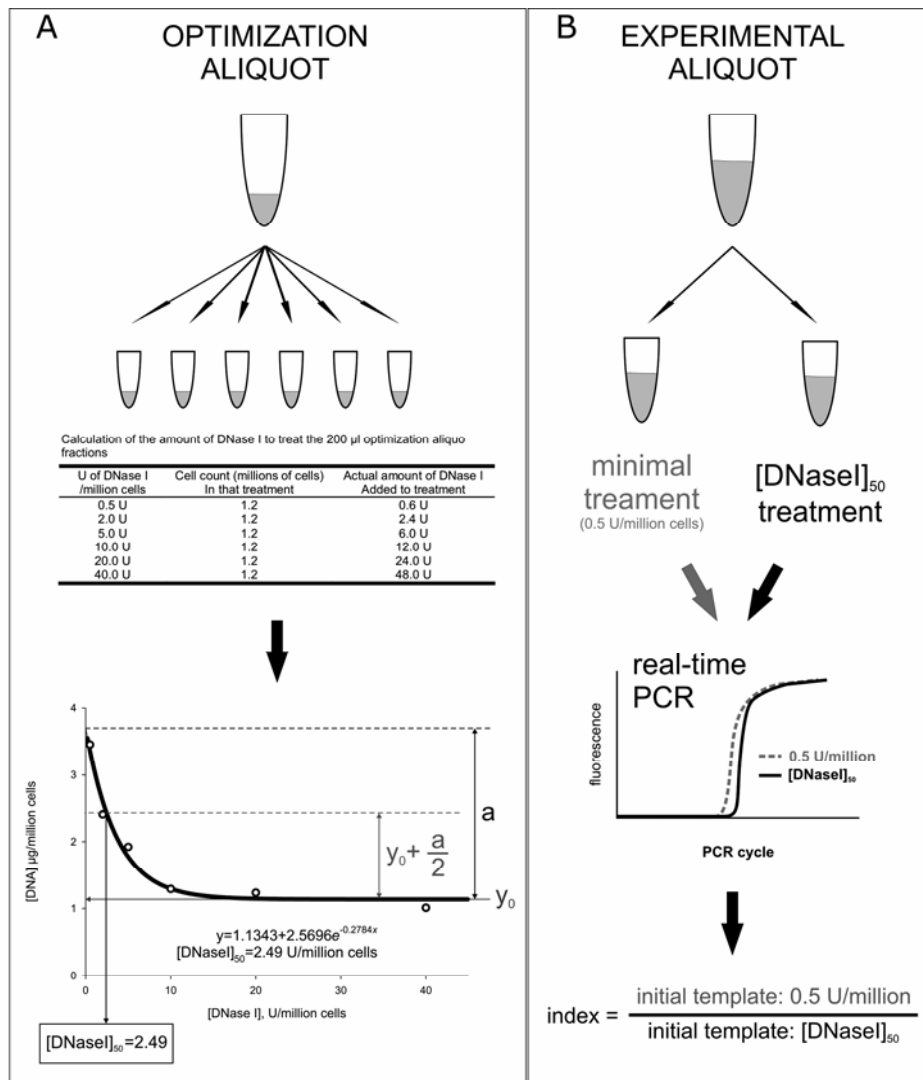 A
OPTIMIZATION
ALIQUOT
Calculation of the amount of DNase I to treat the 200 µl optimization aliquo
fractions
U of DNase I /million cells | Cell count (millions of cells) In that treatment | Actual amount of DNase I Added to treatment
0.5 U 1.2 0.6 U
2.0 U 1.2 2.4 U
5.0 U 1.2 6.0 U
10.0 U 1.2 12.0 U
20.0 U 1.2 24.0 U
40.0 U 1.2 48.0 U
[DNA] µg/million cells
4
3
2
1
0
a
y₀ + a/2
y₀
y=1.1343+2.5696e^-0.2784x
[DNaseI]₅₀=2.49 U/million cells
0 10 20 30 40
[DNase I], U/million cells
[DNaseI]₅₀=2.49
B
EXPERIMENTAL
ALIQUOT
minimal
treament
(0.5 U/million cells)
[DNaseI]₅₀
treatment
real-time
PCR
fluorescence
0.5 U/million
[DNaseI]₅₀
PCR cycle
index = initial template: 0.5 U/million
initial template: [DNaseI]₅₀